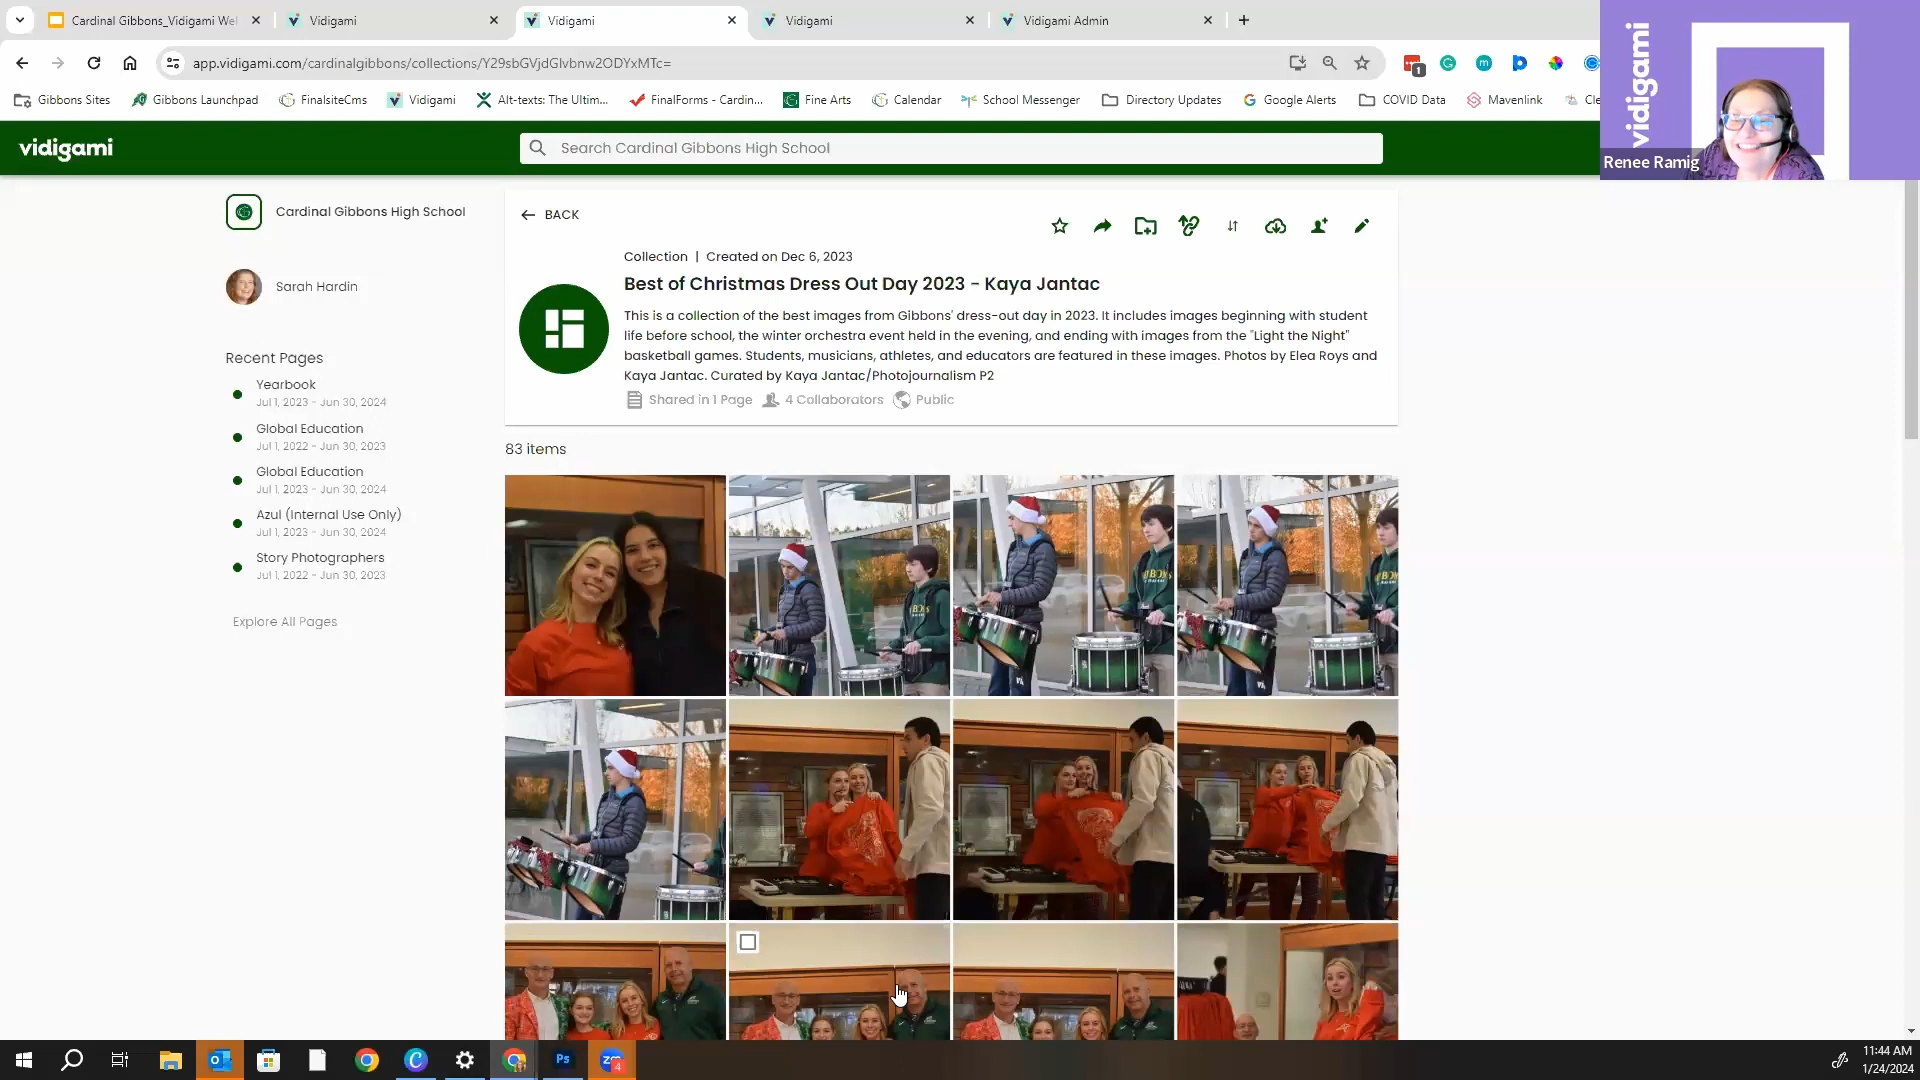 Cardinal Gibbons_Vidigami Wel
Vidigami
Vidigami
Vidigami
Vidigami Admin
app.vidigami.com/cardinalgibbons/collections/Y29sbGVjdGlvbnw2ODYxMTc=
1
Gibbons Sites
Gibbons Launchpad
FinalsiteCms
Vidigami
Alt-texts: The Ultim...
FinalForms - Cardin...
Fine Arts
Calendar
School Messenger
Directory Updates
Google Alerts
COVID Data
Mavenlink
Cle
vidigami
Renee Ramig
vidigami
Search Cardinal Gibbons High School
Cardinal Gibbons High School
Sarah Hardin
Recent Pages
Yearbook
Jul 1, 2023 - Jun 30, 2024
Global Education
Jul 1, 2022 - Jun 30, 2023
Global Education
Jul 1, 2023 - Jun 30, 2024
Azul (Internal Use Only)
Jul 1, 2023 - Jun 30, 2024
Story Photographers
Jul 1, 2022 - Jun 30, 2023
Explore All Pages
BACK
Collection | Created on Dec 6, 2023
Best of Christmas Dress Out Day 2023 - Kaya Jantac
This is a collection of the best images from Gibbons' dress-out day in 2023. It includes images beginning with student
life before school, the winter orchestra event held in the evening, and ending with images from the "Light the Night"
basketball games. Students, musicians, athletes, and educators are featured in these images. Photos by Elea Roys and
Kaya Jantac. Curated by Kaya Jantac/Photojournalism P2
Shared in 1 Page
4 Collaborators
Public
83 items
Ps
4
11:44 AM
1/24/2024